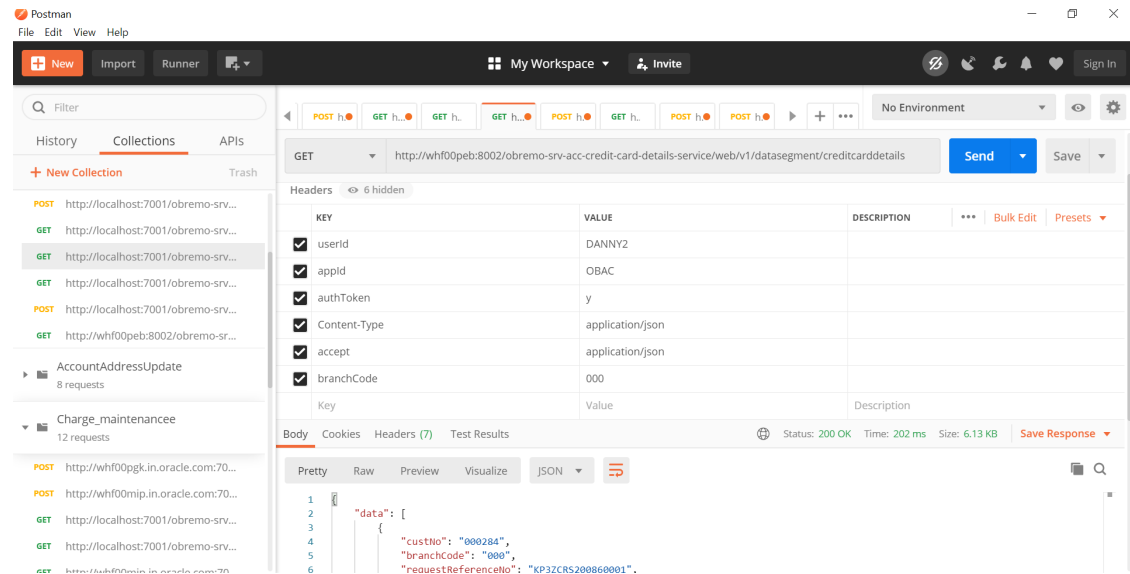 Postman
File Edit View Help
New Import Runner My Workspace Invite Sign In
Filter
History Collections APIs
New Collection Trash
POST http://localhost:7001/obremo-srv...
GET http://localhost:7001/obremo-srv...
GET http://localhost:7001/obremo-srv...
GET http://localhost:7001/obremo-srv...
POST http://localhost:7001/obremo-srv...
GET http://whf00peb:8002/obremo-sr...
AccountAddressUpdate
8 requests
Charge_maintenancee
12 requests
POST http://whf00pgk.in.oracle.com:70...
POST http://whf00mip.in.oracle.com:70...
GET http://localhost:7001/obremo-srv...
GET http://localhost:7001/obremo-srv...
GET http://whf00mip.in.oracle.com:70...
POST h. GET h... GET h.. GET h... POST h. GET h.. POST h. POST h. No Environment
GET http://whf00peb:8002/obremo-srv-acc-credit-card-details-service/web/v1/datasegment/creditcarddetails Send Save
Headers 6 hidden
KEY VALUE DESCRIPTION ••• Bulk Edit Presets
userId DANNY2
appId OBAC
authToken y
Content-Type application/json
accept application/json
branchCode 000
Key Value Description
Body Cookies Headers (7) Test Results Status: 200 OK Time: 202 ms Size: 6.13 KB Save Response
Pretty Raw Preview Visualize JSON
1 {
2 "data": [
3 {
4 "custNo": "000284",
5 "branchCode": "000",
6 "requestReferenceNo": "KP3ZCRS200860001",